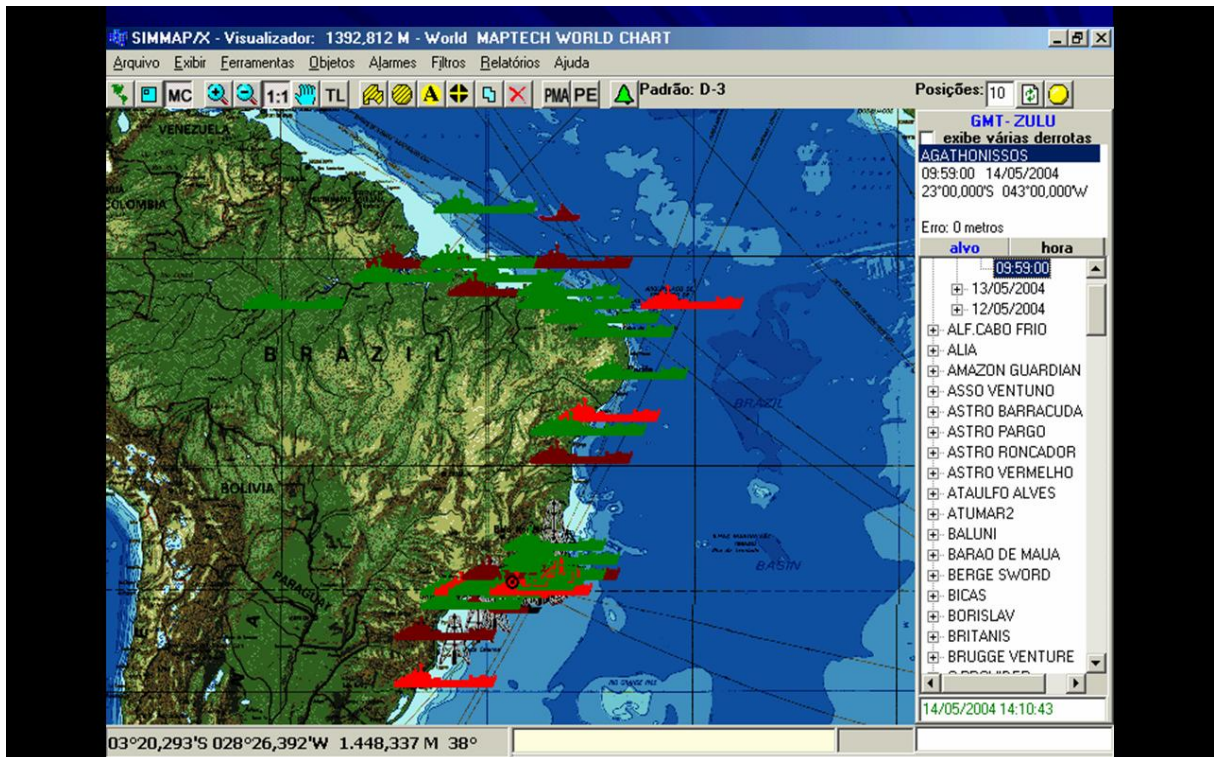 SIMMAP/X - Visualizador: 1392,812 M - World MAPTECH WORLD CHART
Arquivo Exibir Ferramentas Objetos Alarmes Filtros Relatórios Ajuda
MC 1:1 TL A PMA PE Padrão: D-3 Posições: 10
GMT- ZULU
exibe várias derrotas
AGATHONISSOS
09:59:00 14/05/2004
23°00,000'S 043°00,000'W
Erro: 0 metros
alvo hora
09:59:00
13/05/2004
12/05/2004
ALF.CABO FRIO
ALIA
AMAZON GUARDIAN
ASSO VENTUNO
ASTRO BARRACUDA
ASTRO PARGO
ASTRO RONCADOR
ASTRO VERMELHO
ATAULFO ALVES
ATUMAR2
BALUNI
BARAO DE MAUA
BERGE SWORD
BICAS
BORISLAV
BRITANIS
BRUGGE VENTURE
14/05/2004 14:10:43
VENEZUELA
COLOMBIA
BRAZIL
BRAZIL
BOLIVIA
BASIN
03°20,293'S 028°26,392'W 1.448,337 M 38°